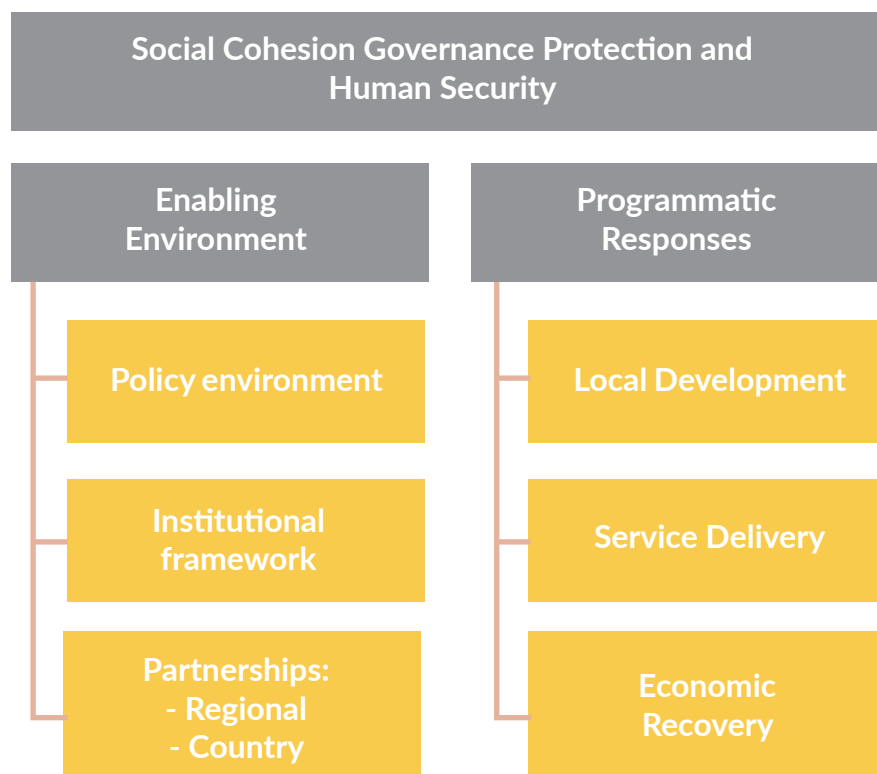 Social Cohesion Governance Protection and
Human Security
Enabling
Environment
Policy environment
Institutional
framework
Partnerships:
- Regional
- Country
Programmatic
Responses
Local Development
Service Delivery
Economic
Recovery